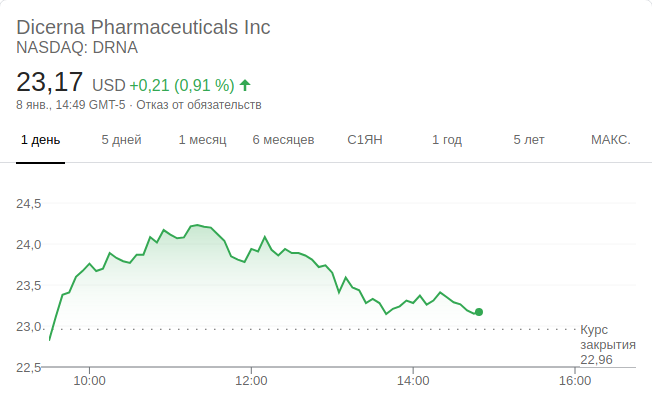 Dicerna Pharmaceuticals Inc
NASDAQ: DRNA
23,17 USD +0,21 (0,91 %)
8 янв., 14:49 GMT-5 · Отказ от обязательств
1 день 5 дней 1 месяц 6 месяцев С1ЯН 1 год 5 лет МАКС.
24,5
24,0
23,5
23,0
Курс
закрытия
22,96
22,5
10:00 12:00 14:00 16:00